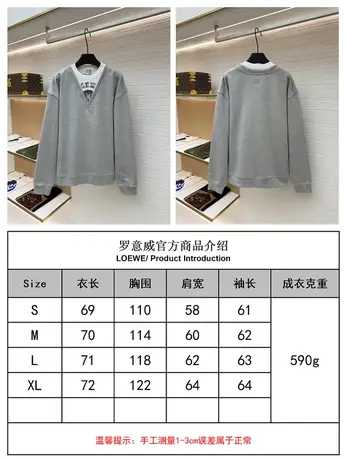 罗意威官方商品介绍
LOEWE/ Product Introduction
Size 衣长 胸围 肩宽 袖长 成衣克重
S 69 110 58 61
M 70 114 60 62
L 71 118 62 63
XL 72 122 64 64
590g
温馨提示：手工测量1-3cm误差属于正常